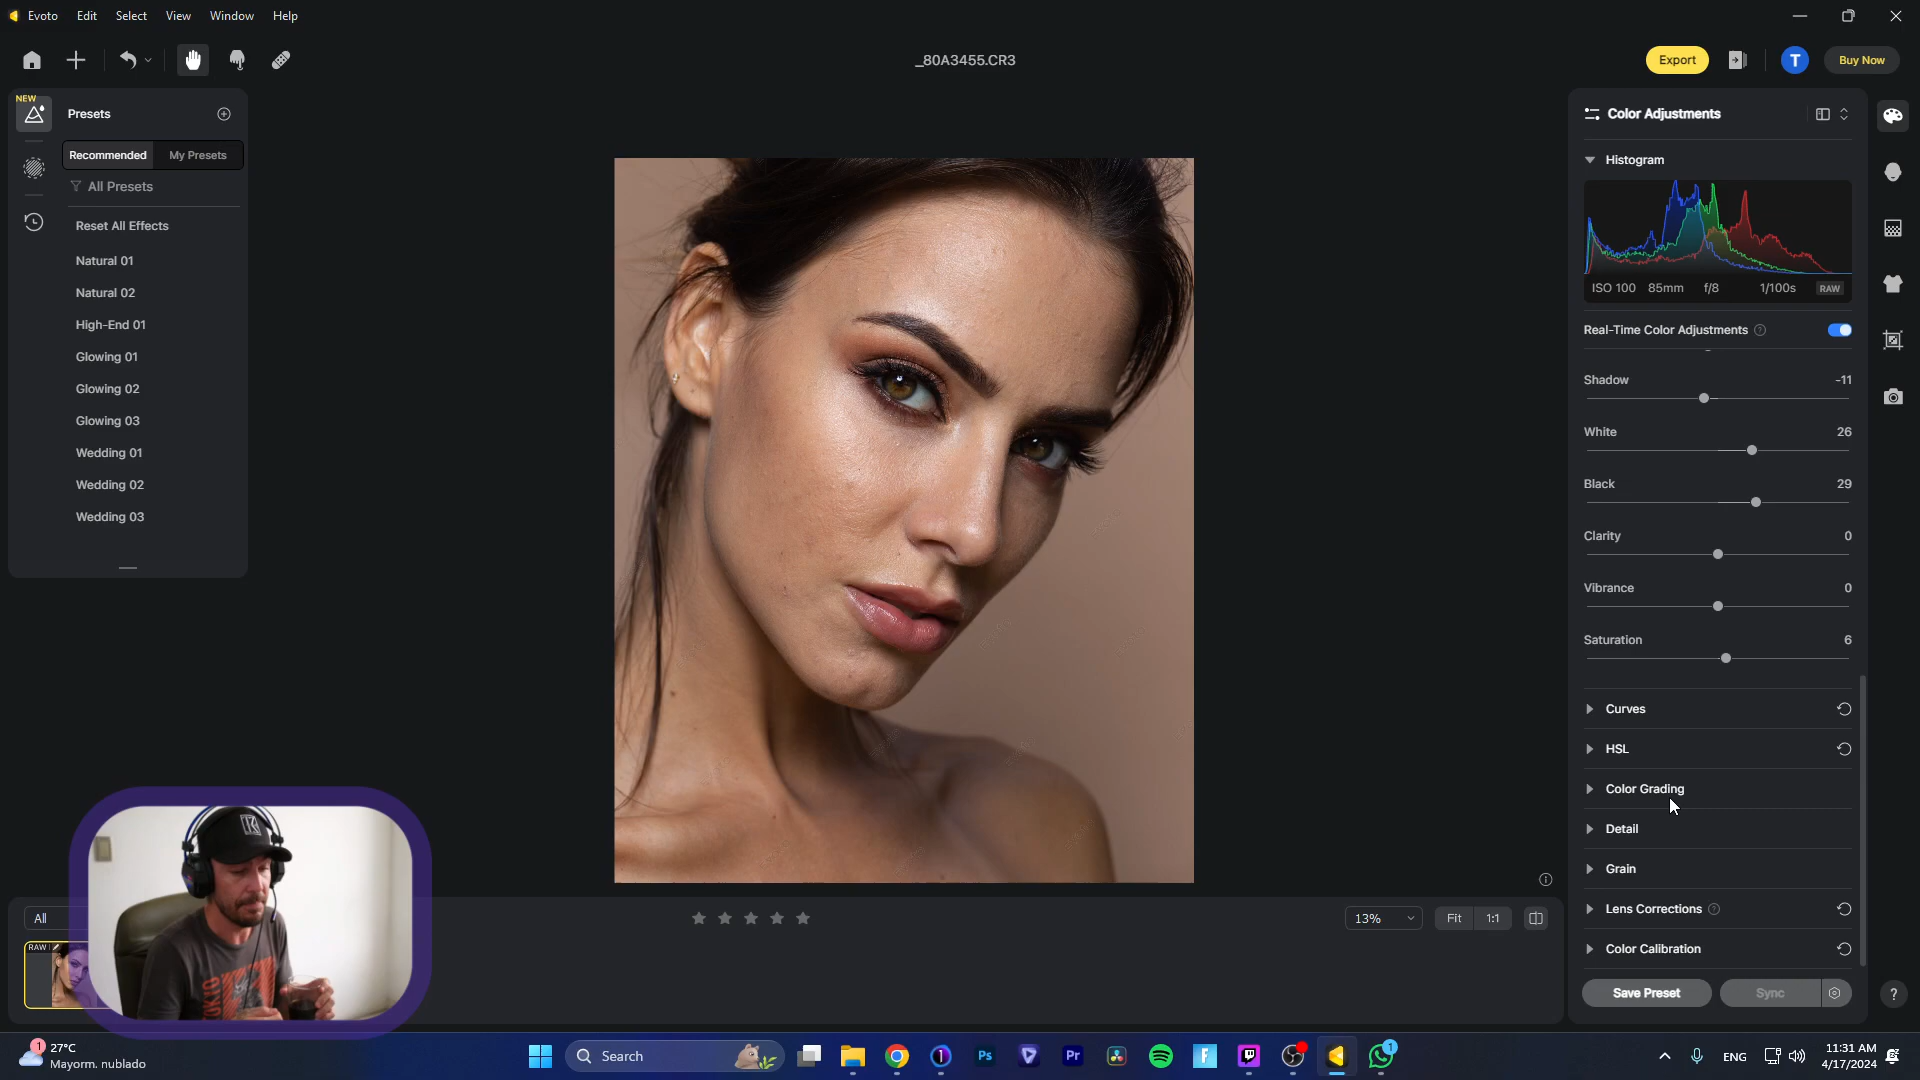 Evoto Edit Select View Window Help
_80A3455.CR3
Export
T
Buy Now
NEW
Presets
Recommended My Presets
All Presets
Reset All Effects
Natural 01
Natural 02
High-End 01
Glowing 01
Glowing 02
Glowing 03
Wedding 01
Wedding 02
Wedding 03
Color Adjustments
Histogram
ISO 100 85mm f/8 1/100s RAW
Real-Time Color Adjustments ?
Shadow -11
White 26
Black 29
Clarity 0
Vibrance 0
Saturation 6
Curves
HSL
Color Grading
Detail
Grain
Lens Corrections ?
Color Calibration
Save Preset Sync
?
All
13% Fit 1:1
RAW
TOKYO
1
27°C
Mayorm. nublado
Search
Ps
Pr
F
1
ENG
11:31 AM
4/17/2024